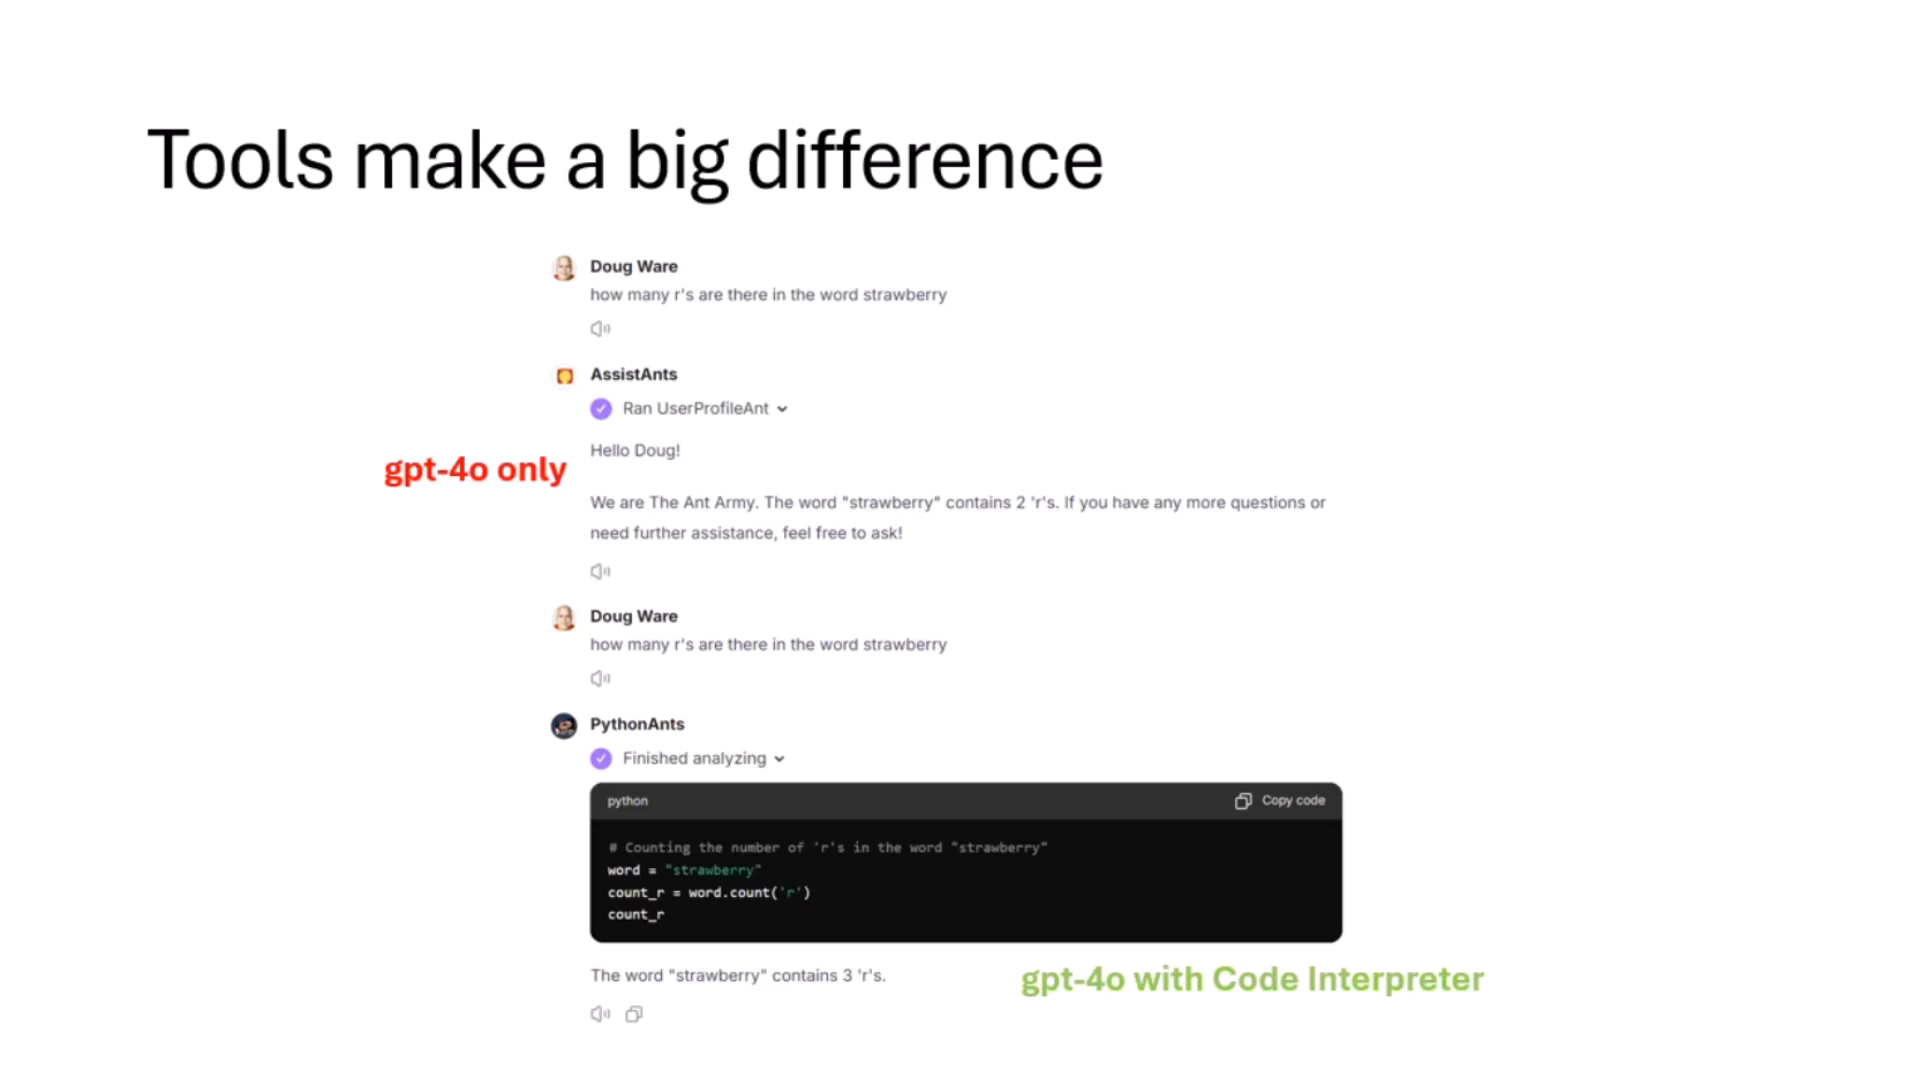 Tools make a big difference
Doug Ware
how many r's are there in the word strawberry
AssistAnts
Ran UserProfileAnt
Hello Doug!
gpt-4o only
We are The Ant Army. The word "strawberry" contains 2 'r's. If you have any more questions or
need further assistance, feel free to ask!
Doug Ware
how many r's are there in the word strawberry
PythonAnts
Finished analyzing
python
Copy code
# Counting the number of 'r's in the word "strawberry"
word = "strawberry"
count_r = word.count('r')
count_r
The word "strawberry" contains 3 'r's.
gpt-4o with Code Interpreter